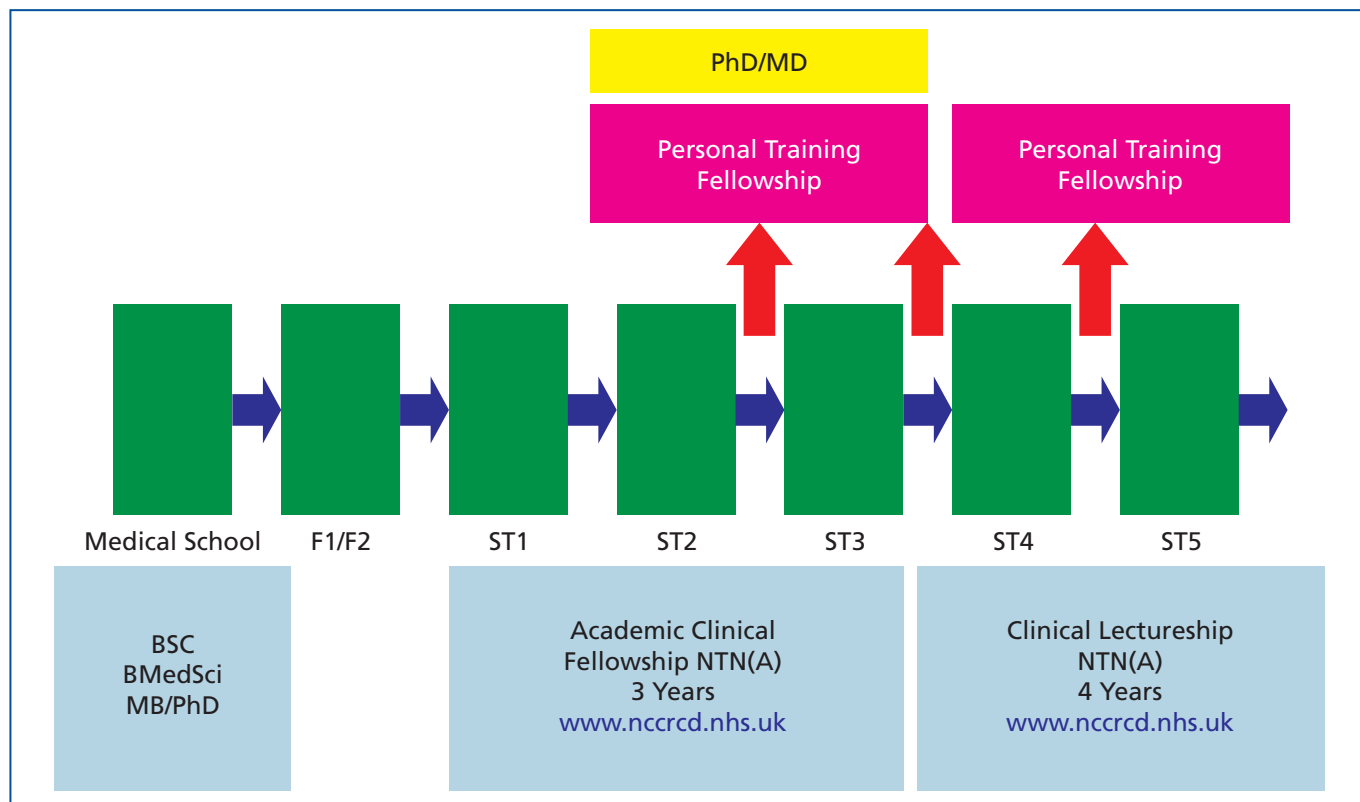 PhD/MD
Personal Training
Fellowship
Personal Training
Fellowship
Medical School
F1/F2
ST1
ST2
ST3
ST4
ST5
BSC
BMedSci
MB/PhD
Academic Clinical
Fellowship NTN(A)
3 Years
www.nccrcd.nhs.uk
Clinical Lectureship
NTN(A)
4 Years
www.nccrcd.nhs.uk